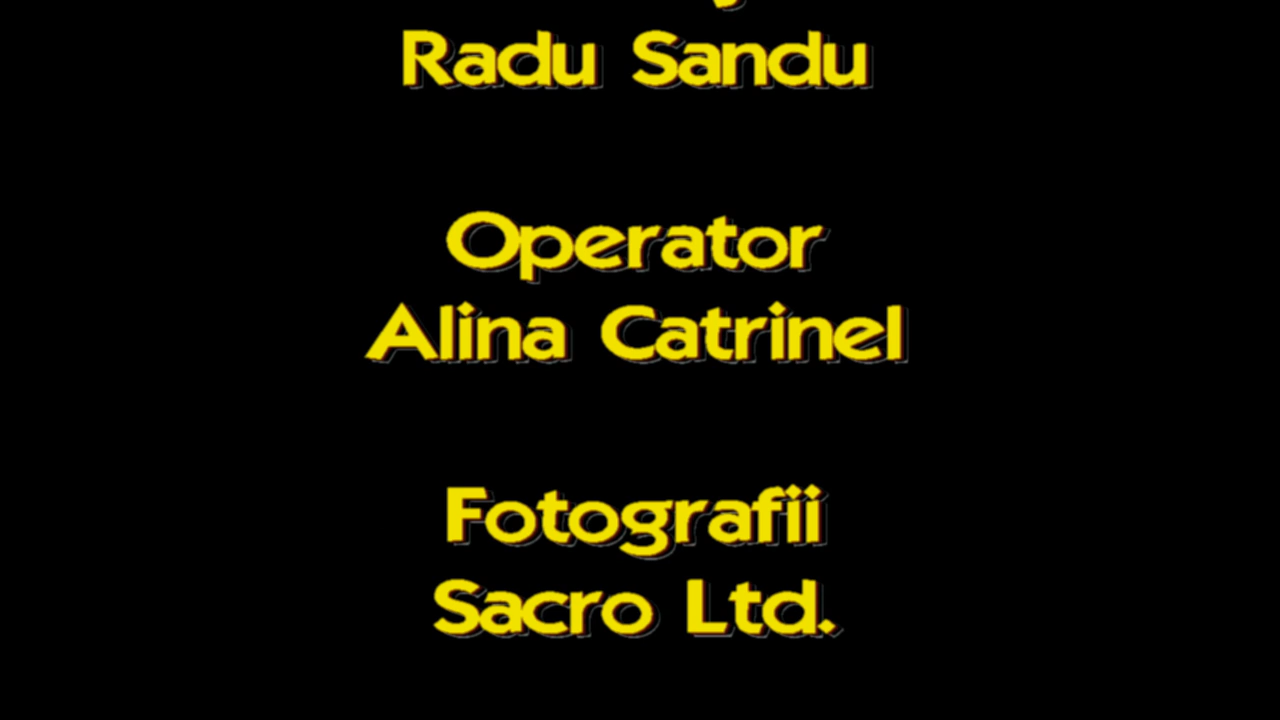 Radu Sandu
Operator
Alina Catrinel
Fotografii
Sacro Ltd.